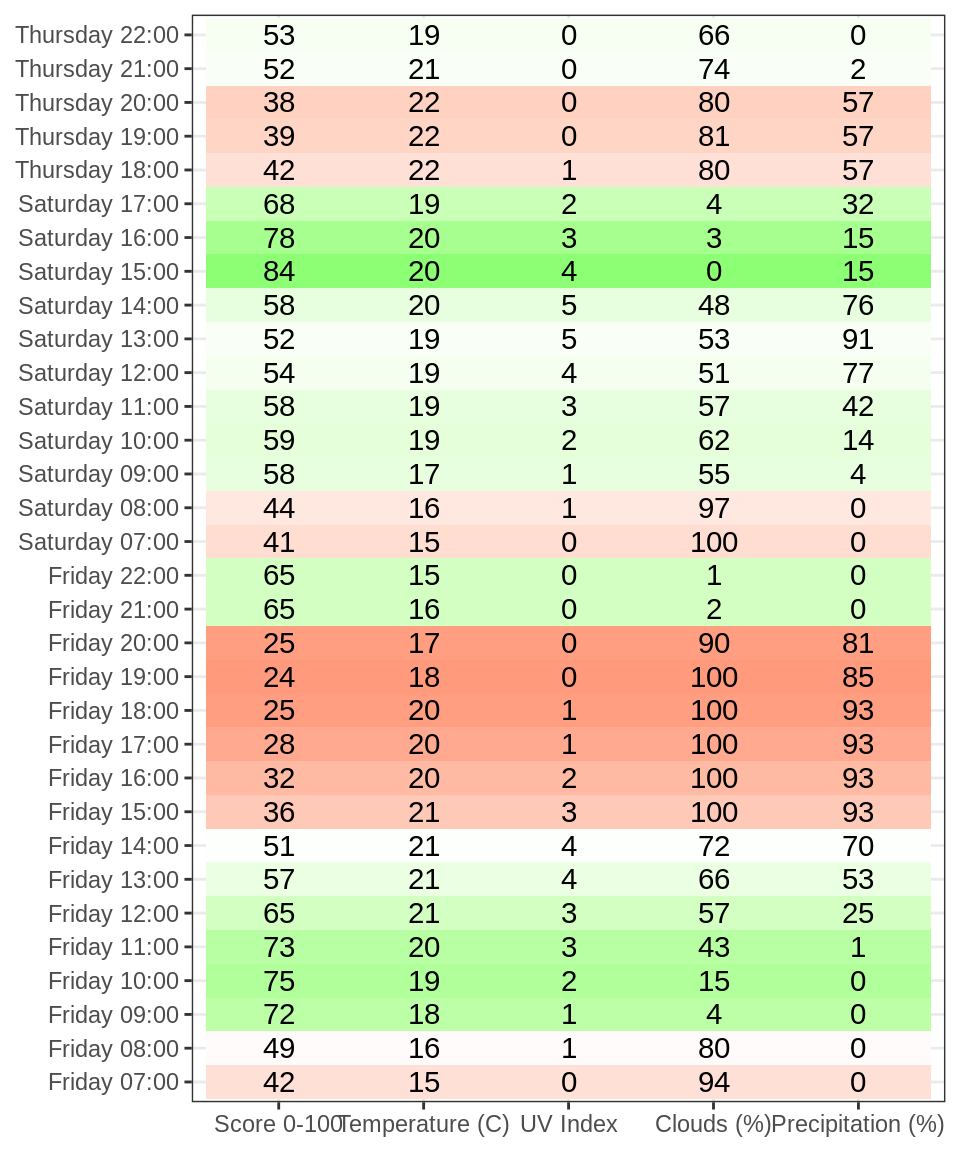 Thursday 22:00 53 19 0 66 0
Thursday 21:00 52 21 0 74 2
Thursday 20:00 38 22 0 80 57
Thursday 19:00 39 22 0 81 57
Thursday 18:00 42 22 1 80 57
Saturday 17:00 68 19 2 4 32
Saturday 16:00 78 20 3 3 15
Saturday 15:00 84 20 4 0 15
Saturday 14:00 58 20 5 48 76
Saturday 13:00 52 19 5 53 91
Saturday 12:00 54 19 4 51 77
Saturday 11:00 58 19 3 57 42
Saturday 10:00 59 19 2 62 14
Saturday 09:00 58 17 1 55 4
Saturday 08:00 44 16 1 97 0
Saturday 07:00 41 15 0 100 0
Friday 22:00 65 15 0 1 0
Friday 21:00 65 16 0 2 0
Friday 20:00 25 17 0 90 81
Friday 19:00 24 18 0 100 85
Friday 18:00 25 20 1 100 93
Friday 17:00 28 20 1 100 93
Friday 16:00 32 20 2 100 93
Friday 15:00 36 21 3 100 93
Friday 14:00 51 21 4 72 70
Friday 13:00 57 21 4 66 53
Friday 12:00 65 21 3 57 25
Friday 11:00 73 20 3 43 1
Friday 10:00 75 19 2 15 0
Friday 09:00 72 18 1 4 0
Friday 08:00 49 16 1 80 0
Friday 07:00 42 15 0 94 0
Score 0-100 Temperature (C) UV Index Clouds (%) Precipitation (%)